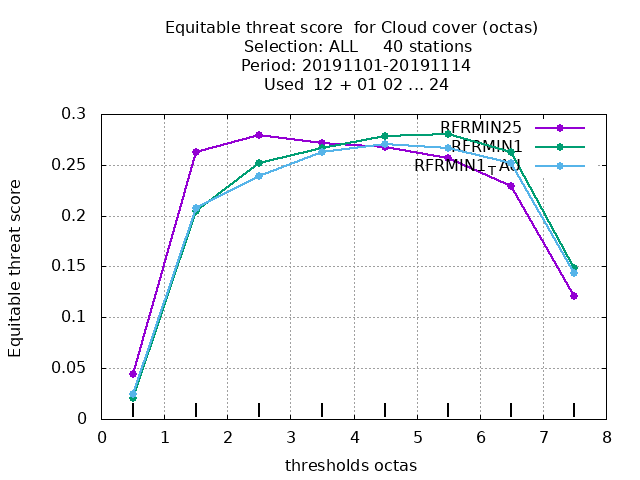 Equitable threat score  for Cloud cover (octas)
Selection: ALL     40 stations
Period: 20191101-20191114
Used  12 + 01 02 ... 24
0.3
0.25
0.2
0.15
0.1
0.05
0
Equitable threat score
RFRMIN25
RFRMIN1
RFRMIN1TAU
0 1 2 3 4 5 6 7 8
thresholds octas